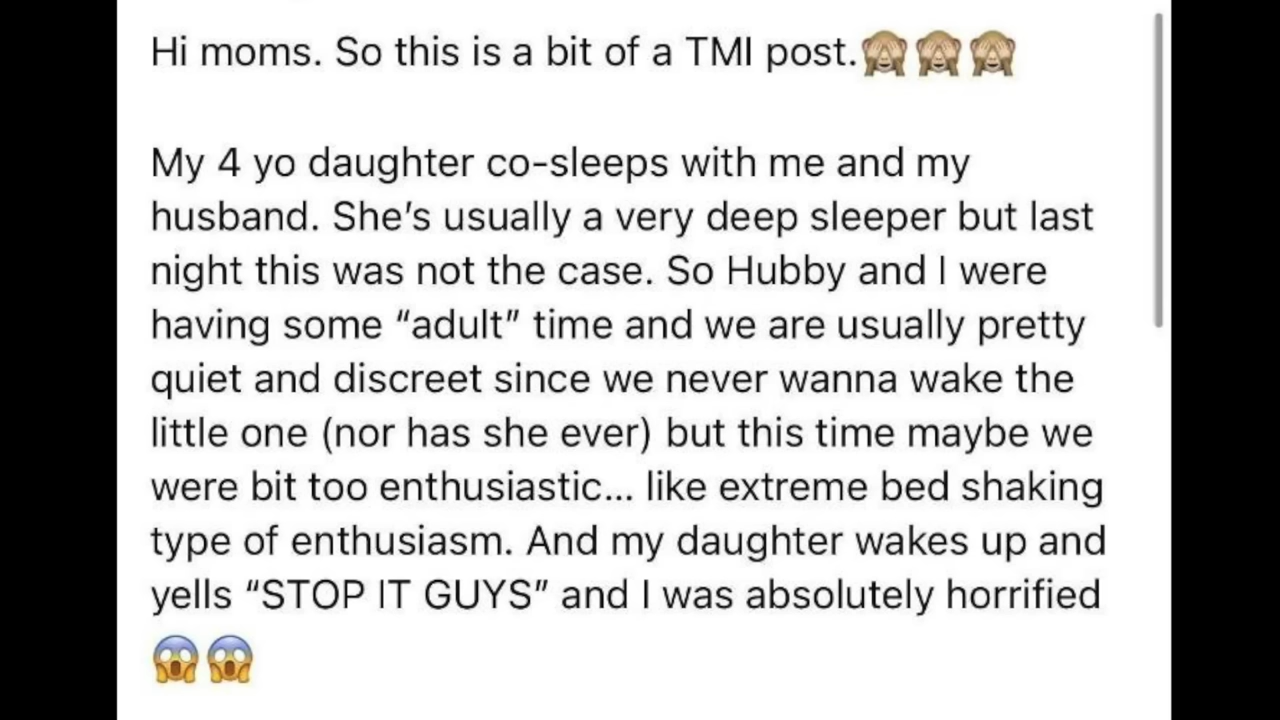 Hi moms. So this is a bit of a TMI post.🙈🙈🙈
My 4 yo daughter co-sleeps with me and my
husband. She’s usually a very deep sleeper but last
night this was not the case. So Hubby and I were
having some “adult” time and we are usually pretty
quiet and discreet since we never wanna wake the
little one (nor has she ever) but this time maybe we
were bit too enthusiastic... like extreme bed shaking
type of enthusiasm. And my daughter wakes up and
yells “STOP IT GUYS” and I was absolutely horrified
😱😱